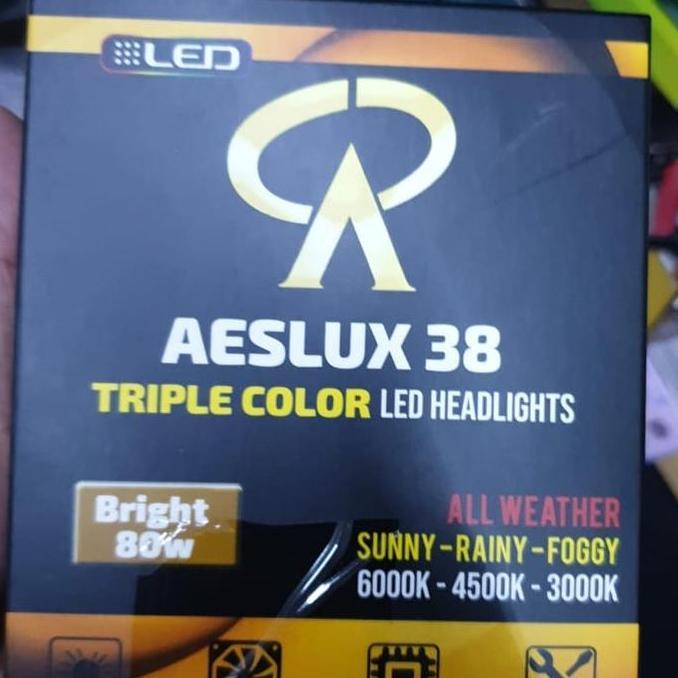 LED
AESLUX 38
TRIPLE COLOR LED HEADLIGHTS
Bright
80w
ALL WEATHER
SUNNY - RAINY - FOGGY
6000K - 4500K - 3000K